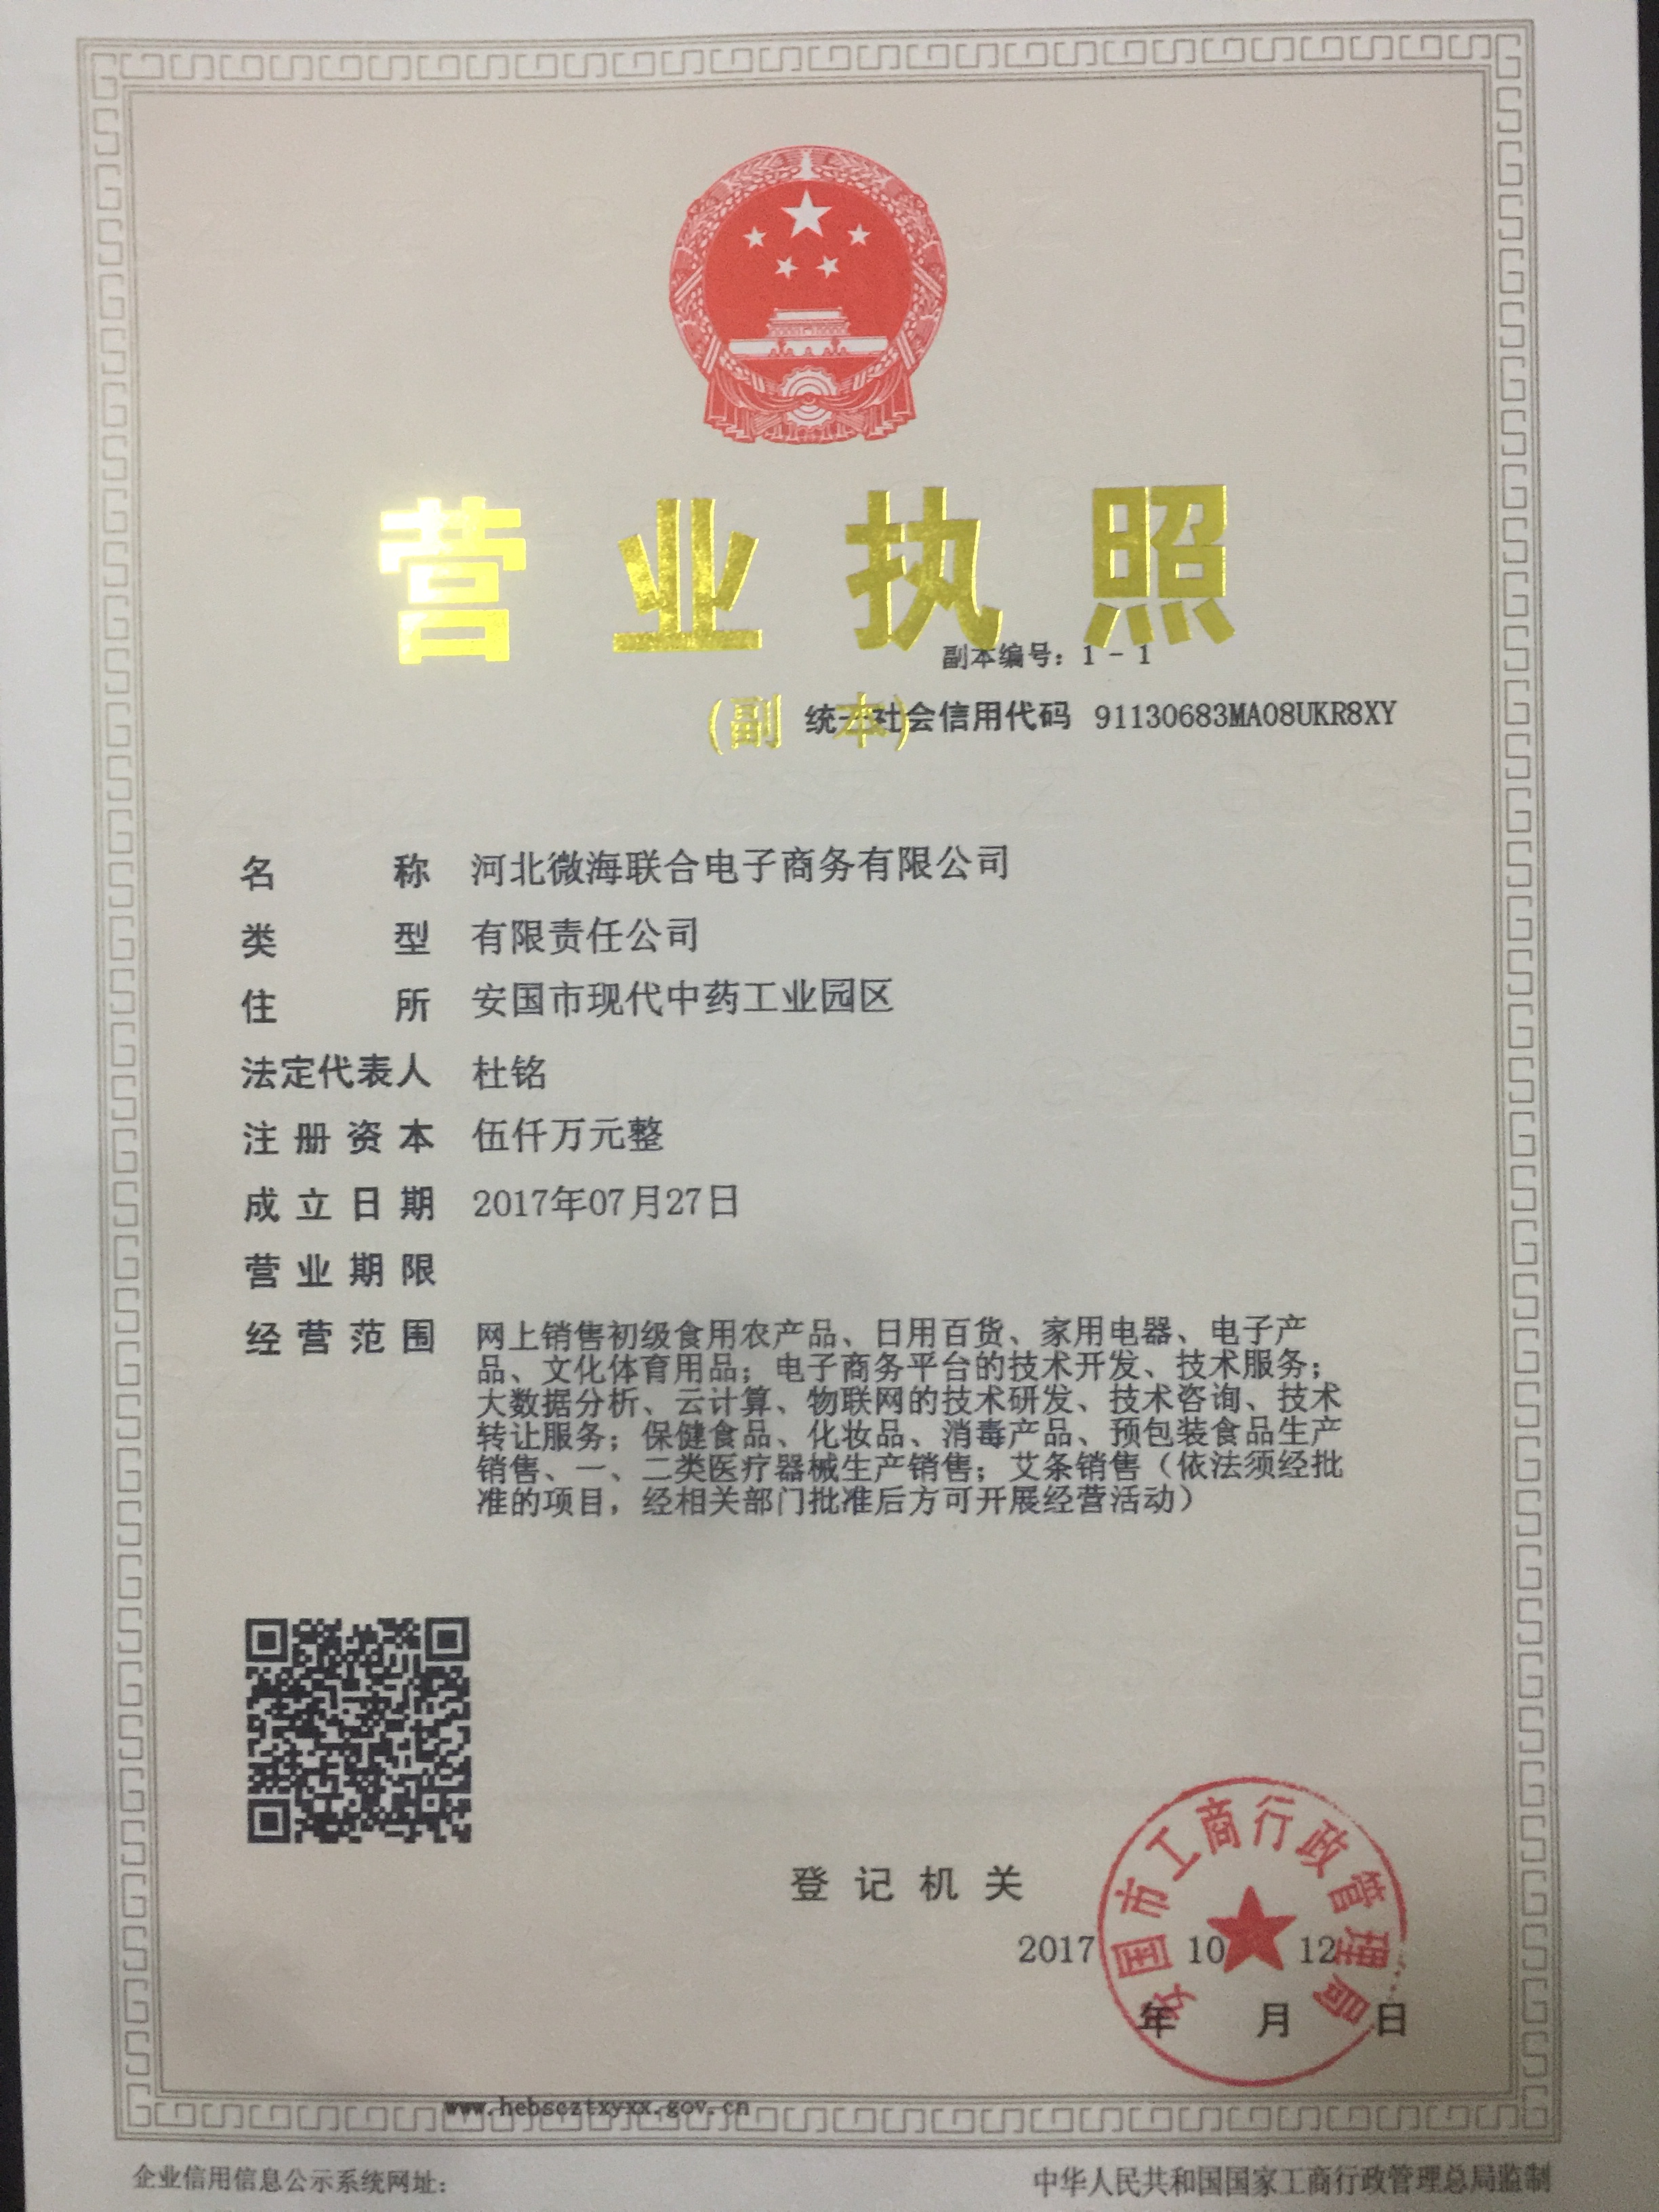 营业执照
副本编号：1-1
(副本)
统一社会信用代码 91130683MA08UKR8XY
名称 河北微海联合电子商务有限公司
类型 有限责任公司
住所 安国市现代中药工业园区
法定代表人 杜铭
注册资本 伍仟万元整
成立日期 2017年07月27日
营业期限
经营范围 网上销售初级食用农产品、日用百货、家用电器、电子产
品、文化体育用品；电子商务平台的技术开发、技术服务；
大数据分析、云计算、物联网的技术研发、技术咨询、技术
转让服务；保健食品、化妆品、消毒产品、预包装食品生产
销售、一、二类医疗器械生产销售；艾条销售（依法须经批
准的项目，经相关部门批准后方可开展经营活动）
安国市工商行政管理局
登记机关
2017 10 12
年 月 日
www.hebscztxyxx.gov.cn
企业信用信息公示系统网址：
中华人民共和国国家工商行政管理总局监制